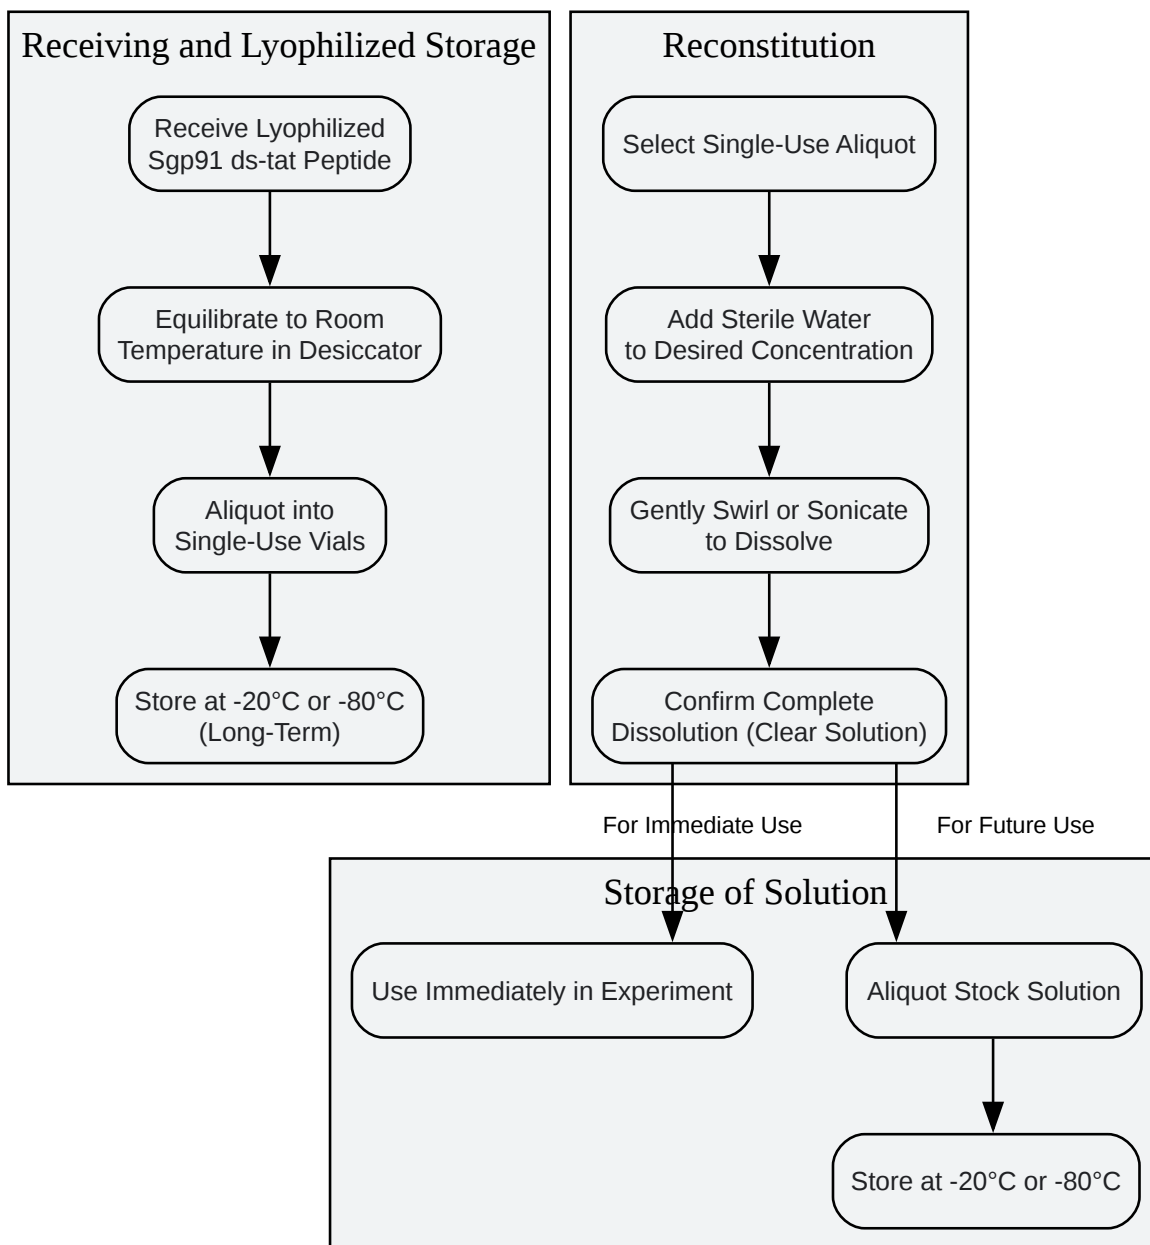 Receiving and Lyophilized Storage
Receive Lyophilized
Sgp91 ds-tat Peptide
Equilibrate to Room
Temperature in Desiccator
Aliquot into
Single-Use Vials
Store at -20°C or -80°C
(Long-Term)
Reconstitution
Select Single-Use Aliquot
Add Sterile Water
to Desired Concentration
Gently Swirl or Sonicate
to Dissolve
Confirm Complete
Dissolution (Clear Solution)
For Immediate Use
For Future Use
Storage of Solution
Use Immediately in Experiment
Aliquot Stock Solution
Store at -20°C or -80°C